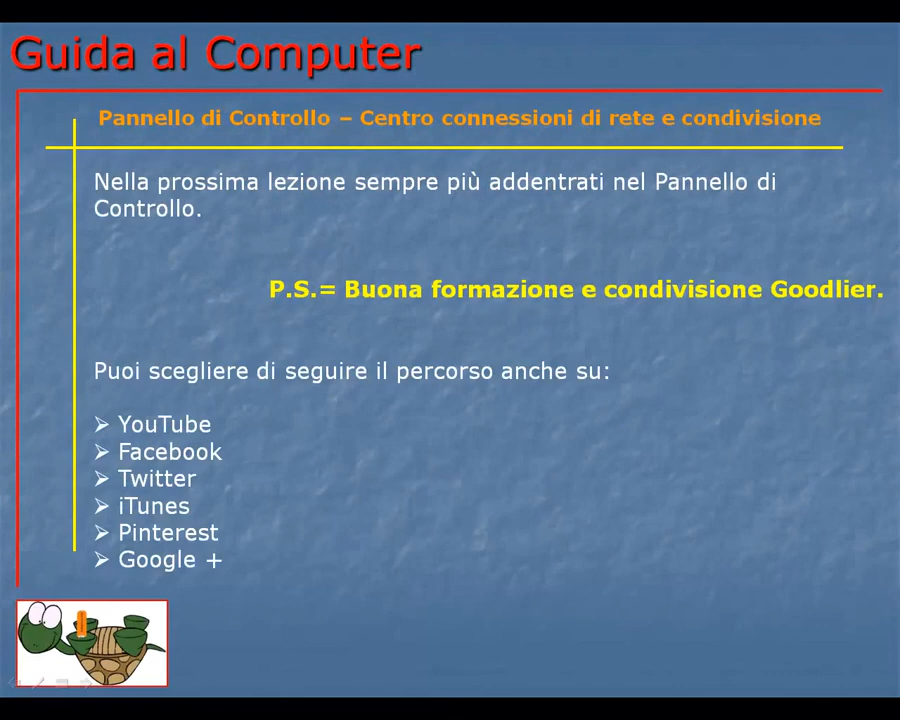 Guida al Computer
Pannello di Controllo – Centro connessioni di rete e condivisione
Nella prossima lezione sempre più addentrati nel Pannello di
Controllo.
P.S.= Buona formazione e condivisione Goodlier.
Puoi scegliere di seguire il percorso anche su:
➢ YouTube
➢ Facebook
➢ Twitter
➢ iTunes
➢ Pinterest
➢ Google +